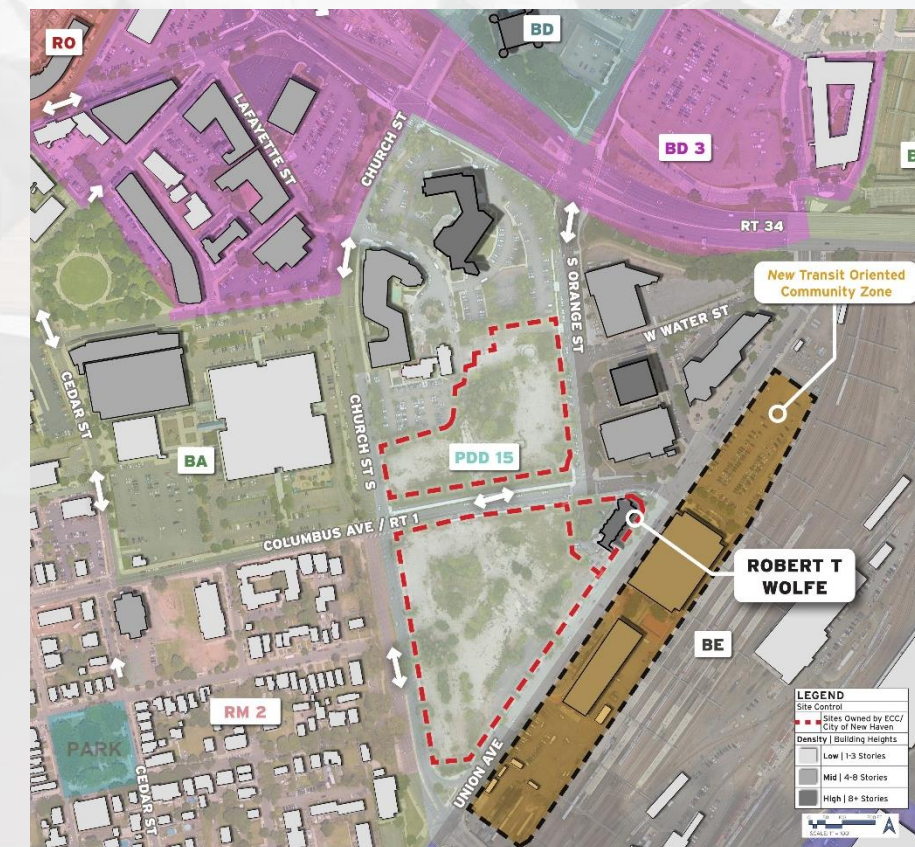 RO
BD
LAFAYETTE ST
CHURCH ST
BD 3
RT 34
S ORANGE ST
New Transit Oriented
Community Zone
W WATER ST
CEDAR ST
BA
CHURCH ST S
PDD 15
COLUMBUS AVE / RT 1
ROBERT T
WOLFE
BE
RM 2
PARK
CEDAR ST
UNION AVE
LEGEND
Site Control
Sites Owned by ECC/
City of New Haven
Density | Building Heights
Low | 1-3 Stories
Mid | 4-8 Stories
High | 8+ Stories